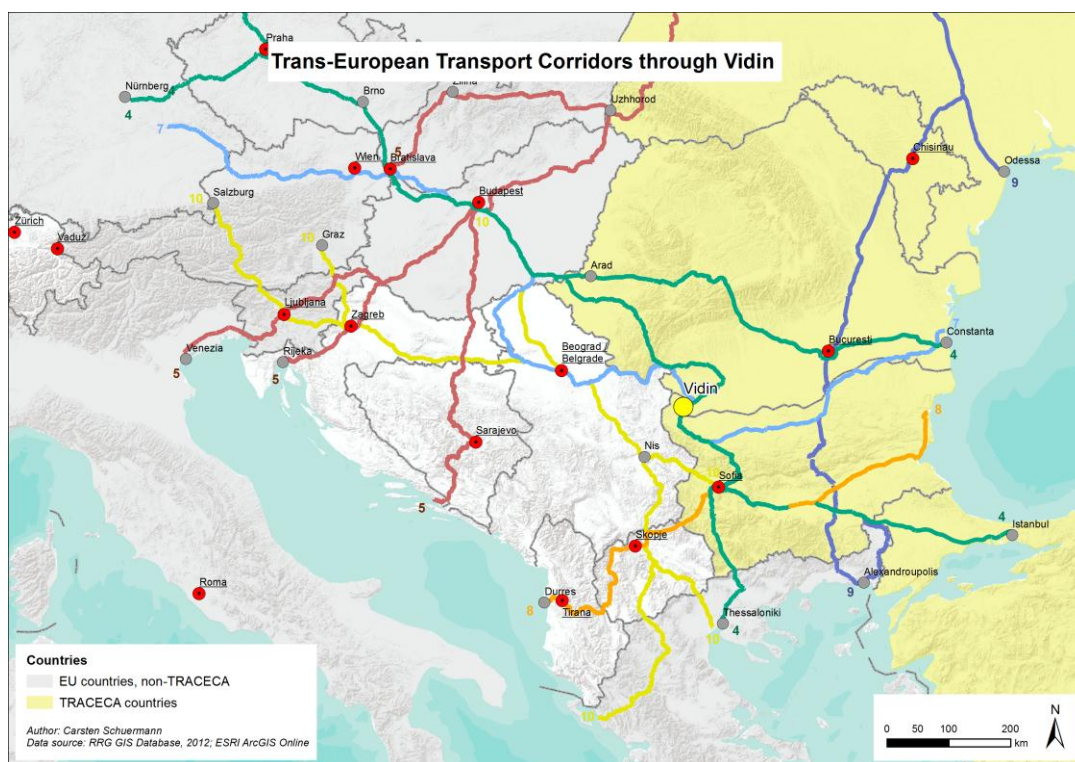 Praha
Trans-European Transport Corridors through Vidin
Nürnberg
4
4
Brno
Zilina
Uzhhorod
7
5
Wien
Bratislava
Chisinau
Odessa
9
Salzburg
10
Budapest
10
Zürich
Vaduz
Graz
10
Arad
Ljubljana
Zagreb
Venezia
5
Rijeka
5
Beograd
Belgrade
Bucuresti
7
Constanta
4
Vidin
8
Sarajevo
5
Nis
10
Sofia
4
Istanbul
Skopje
Alexandroupolis
9
Roma
Durres
8
Tirana
10
Thessaloniki
4
10
Countries
EU countries, non-TRACECA
TRACECA countries
Author: Carsten Schuermann
Data source: RRG GIS Database, 2012; ESRI ArcGIS Online
N
0 50 100 200
km